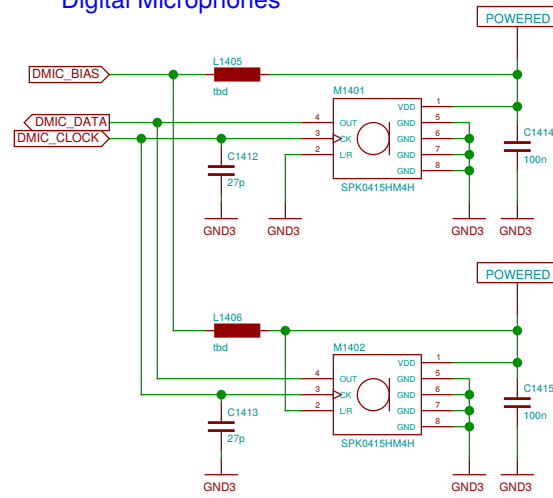 Digital Microphones
POWERED
L1405
DMIC_BIAS
tbd
M1401
DMIC_DATA
DMIC_CLOCK
4 OUT VDD 1
3 CK GND 5
2 L/R GND 6
GND 7
GND 8
C1412
27p
C1414
100n
SPK0415HM4H
GND3 GND3 GND3 GND3
POWERED
L1406
tbd
M1402
4 OUT VDD 1
3 CK GND 5
2 L/R GND 6
GND 7
GND 8
C1413
27p
C1415
100n
SPK0415HM4H
GND3 GND3 GND3